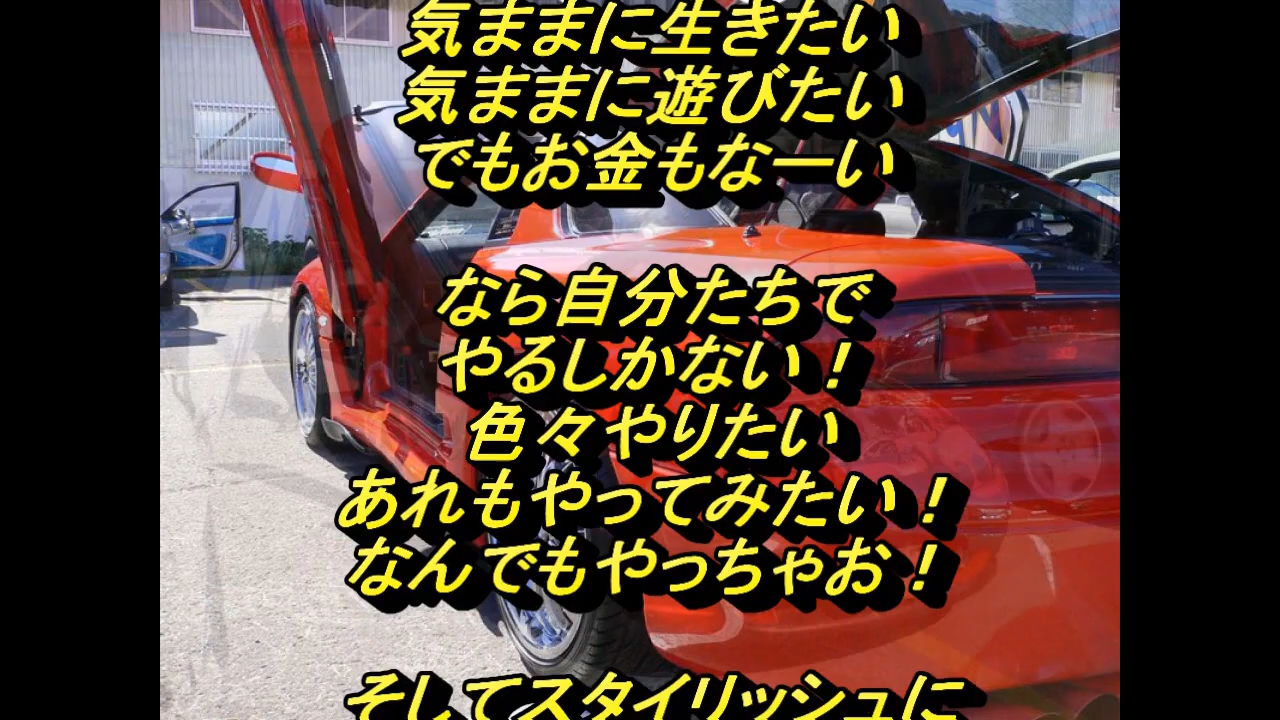 気ままに生きたい
気ままに遊びたい
でもお金もなーい
なら自分たちで
やるしかない！
色々やりたい
あれもやってみたい！
なんでもやっちゃお！
そしてスタイリッシュに